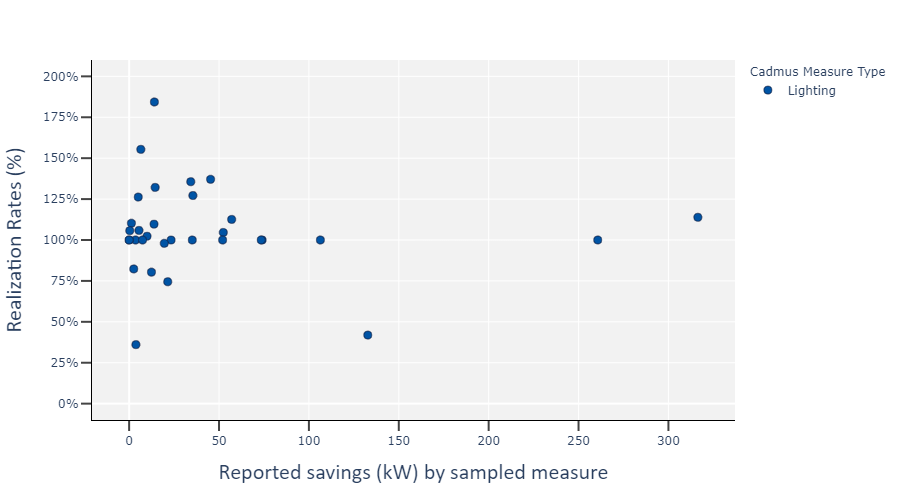 Cadmus Measure Type
Lighting
Realization Rates (%)
200%
175%
150%
125%
100%
75%
50%
25%
0%
0 50 100 150 200 250 300
Reported savings (kW) by sampled measure